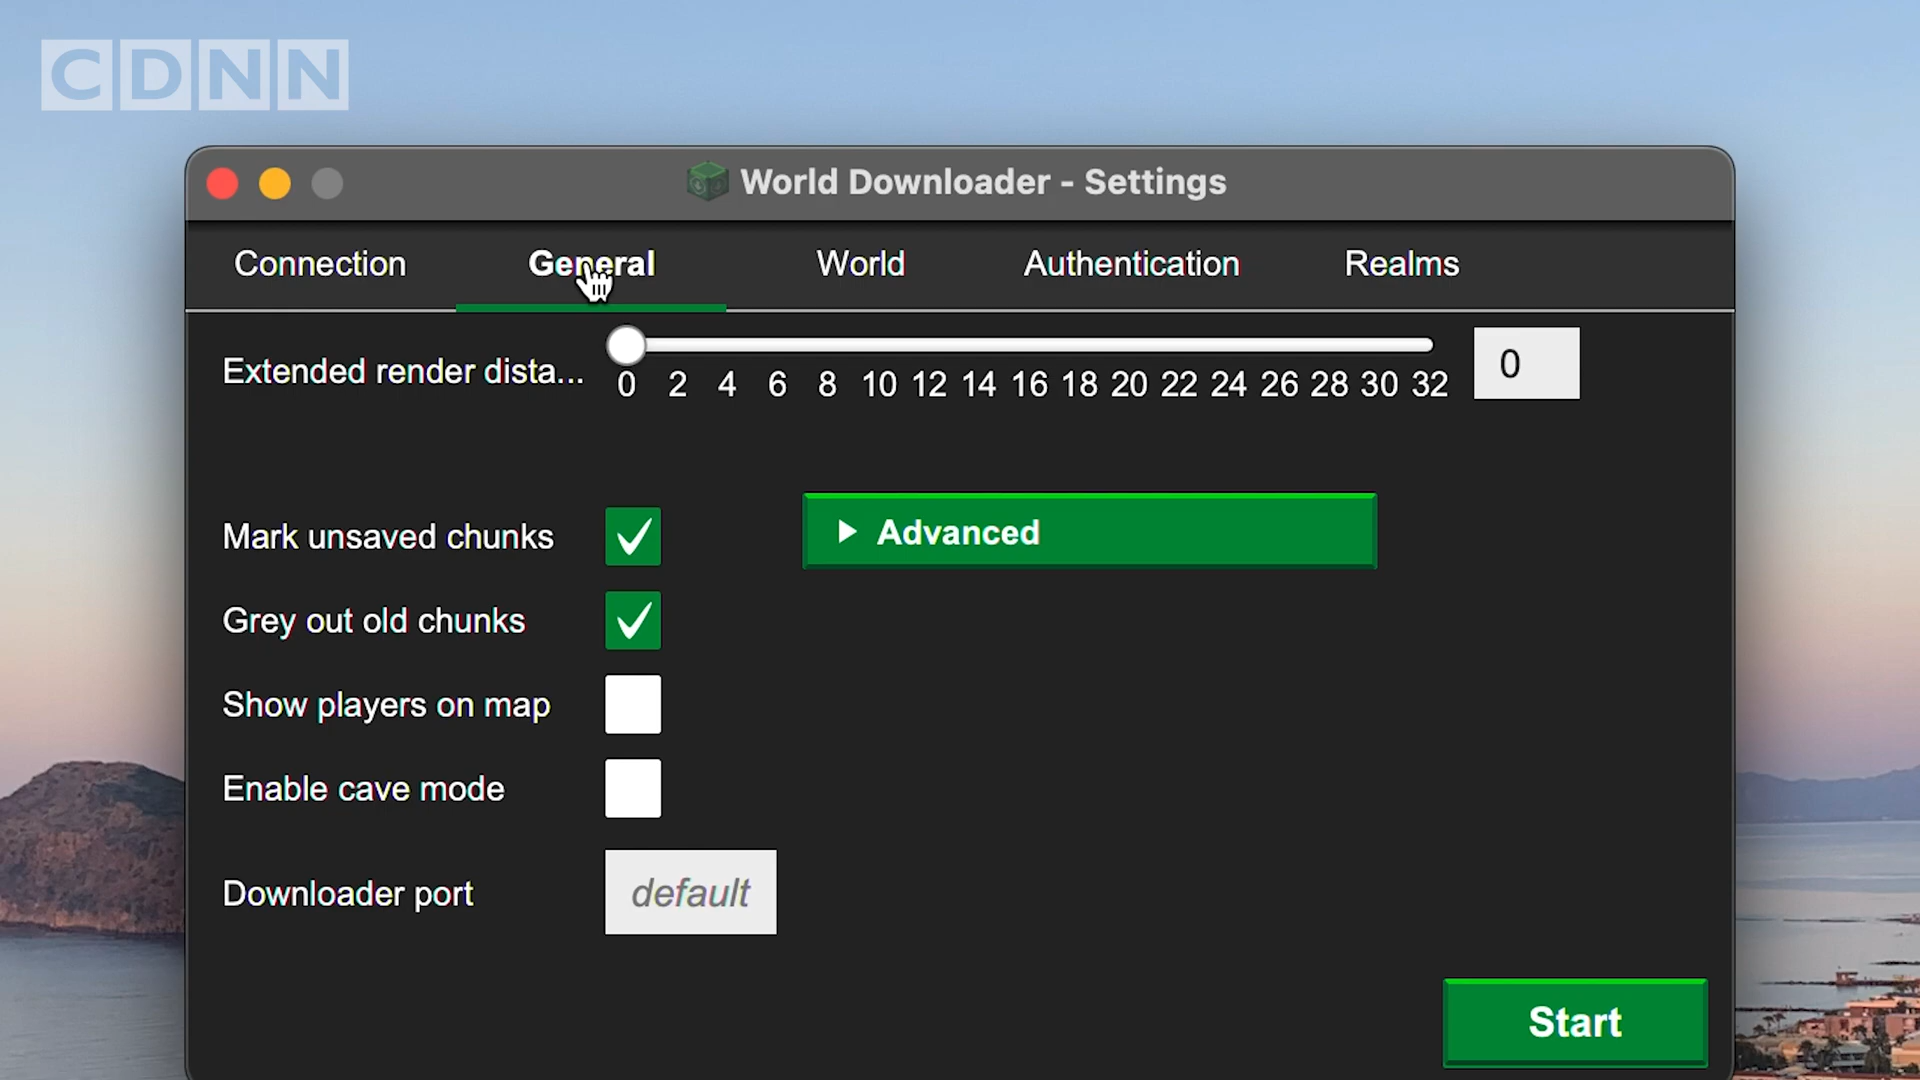 CDNN
World Downloader - Settings
Connection General World Authentication Realms
Extended render dista...
0 2 4 6 8 10 12 14 16 18 20 22 24 26 28 30 32
0
Mark unsaved chunks
Advanced
Grey out old chunks
Show players on map
Enable cave mode
Downloader port
default
Start